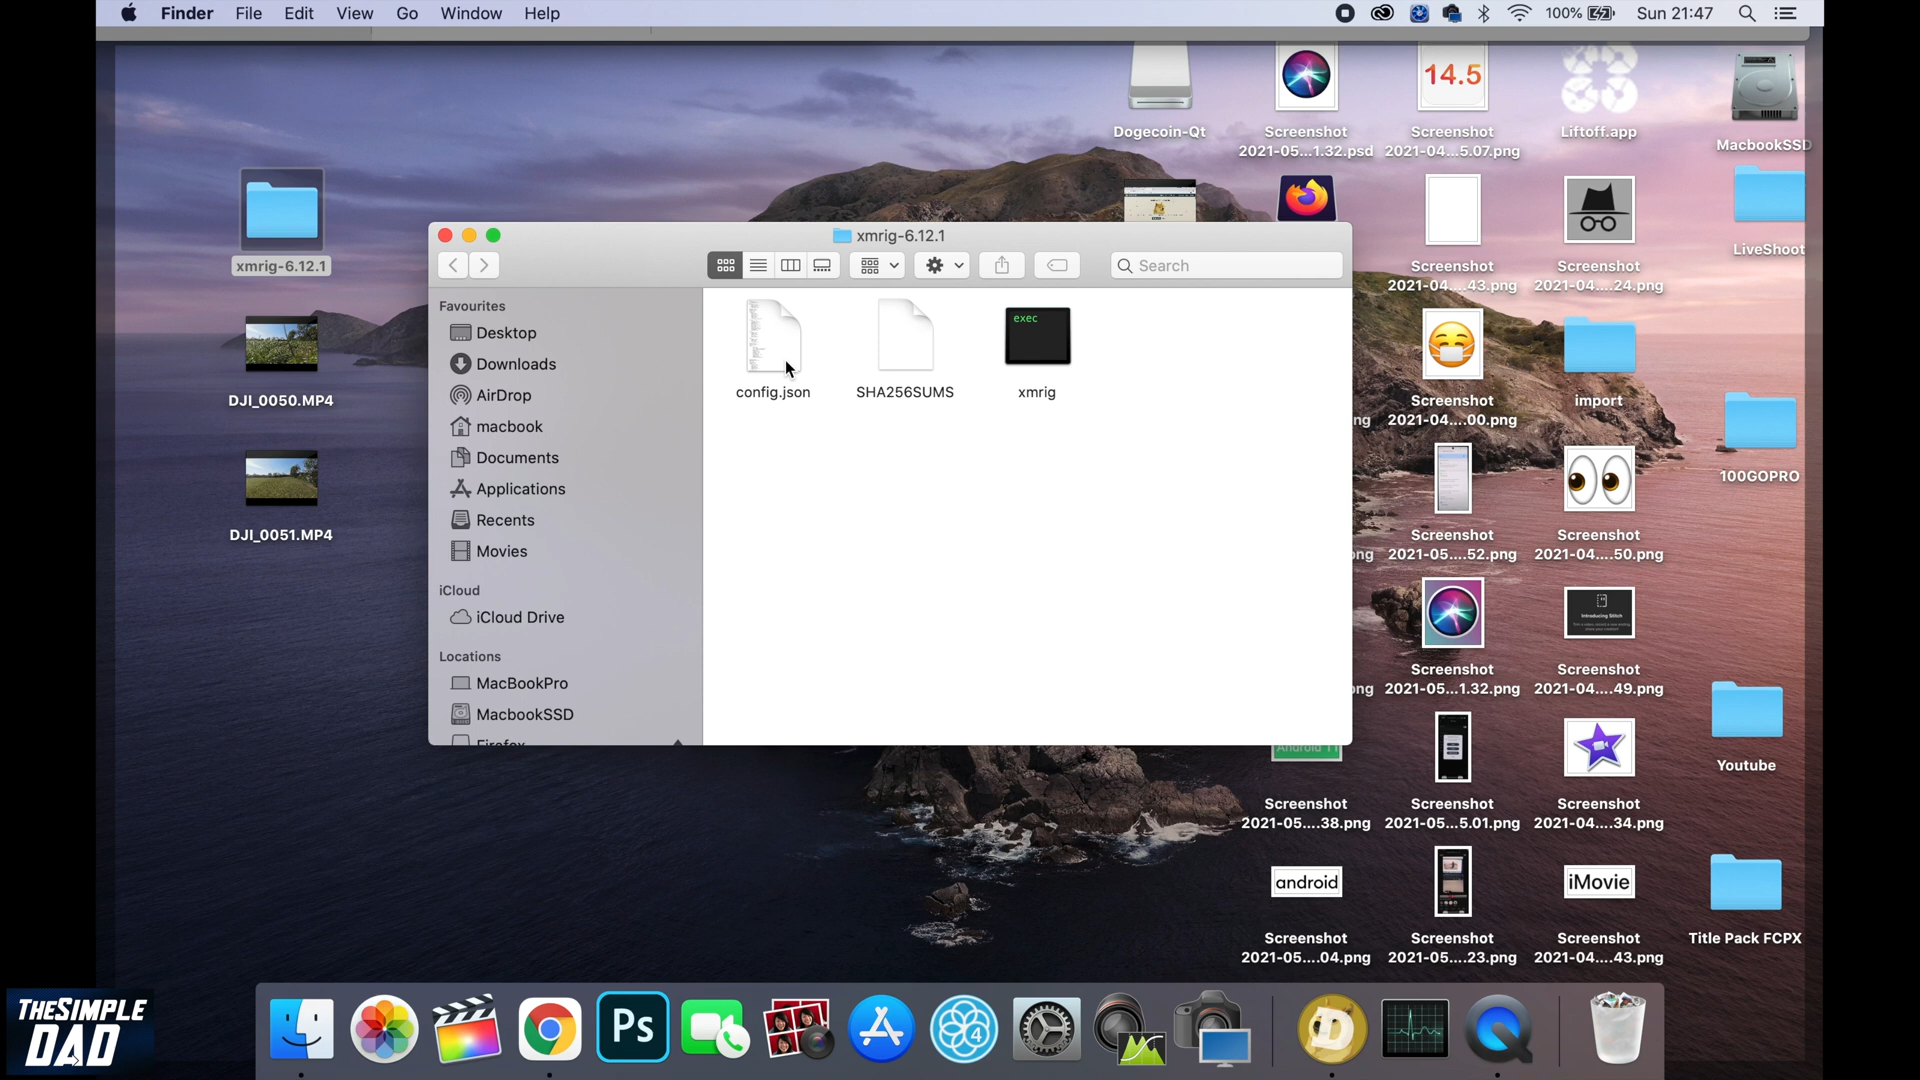 Finder File Edit View Go Window Help
100% Sun 21:47
Dogecoin-Qt
Screenshot
2021-05...1.32.psd
14.5
Screenshot
2021-04...5.07.png
Liftoff.app
MacbookSSD
xmrig-6.12.1
DJI_0050.MP4
DJI_0051.MP4
xmrig-6.12.1
Search
Favourites
Desktop
Downloads
AirDrop
macbook
Documents
Applications
Recents
Movies
iCloud
iCloud Drive
Locations
MacBookPro
MacbookSSD
Firefox
config.json
SHA256SUMS
exec
xmrig
Screenshot
2021-04....43.png
Screenshot
2021-04....24.png
LiveShoot
ng
Screenshot
2021-04....00.png
import
100GOPRO
ong
Screenshot
2021-05....52.png
Screenshot
2021-04....50.png
Introducing Stitch
ong
Screenshot
2021-05...1.32.png
Screenshot
2021-04....49.png
Youtube
Android 11
Screenshot
2021-05....38.png
Screenshot
2021-05...5.01.png
Screenshot
2021-04....34.png
android
iMovie
Screenshot
2021-05....04.png
Screenshot
2021-05....23.png
Screenshot
2021-04....43.png
Title Pack FCPX
THESIMPLE
DAD
Ps